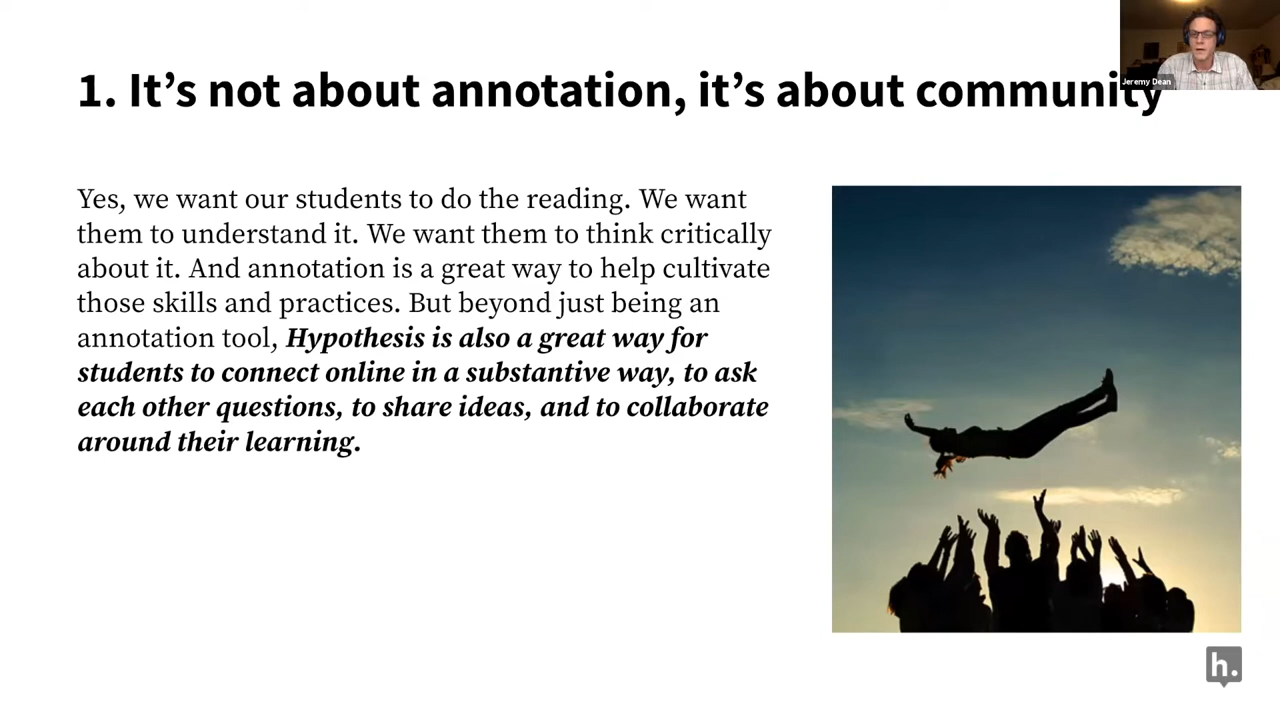 Jeremy Dean
1. It's not about annotation, it's about community
Yes, we want our students to do the reading. We want
them to understand it. We want them to think critically
about it. And annotation is a great way to help cultivate
those skills and practices. But beyond just being an
annotation tool, Hypothesis is also a great way for
students to connect online in a substantive way, to ask
each other questions, to share ideas, and to collaborate
around their learning.
h.